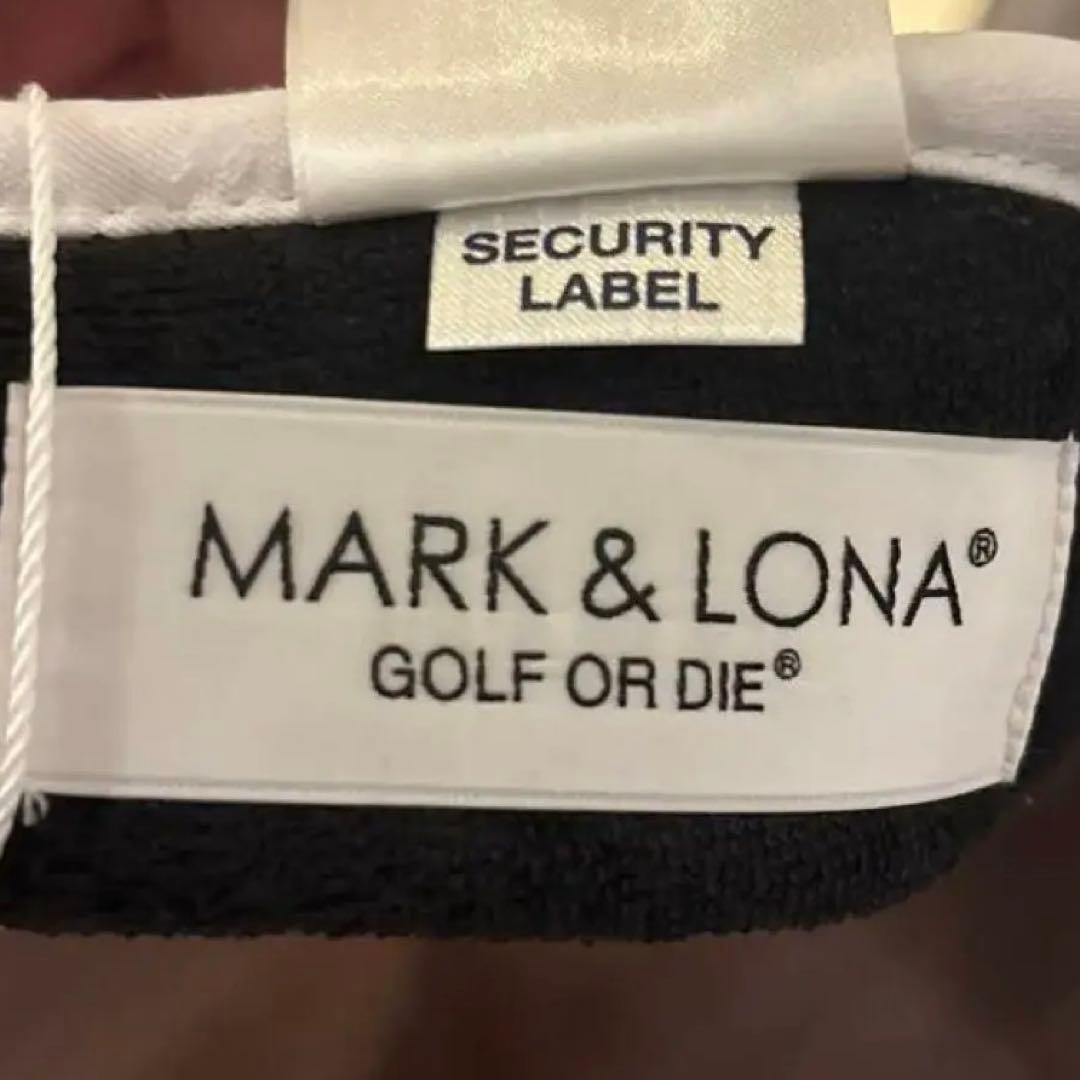 SECURITY
LABEL
MARK & LONA®
GOLF OR DIE®